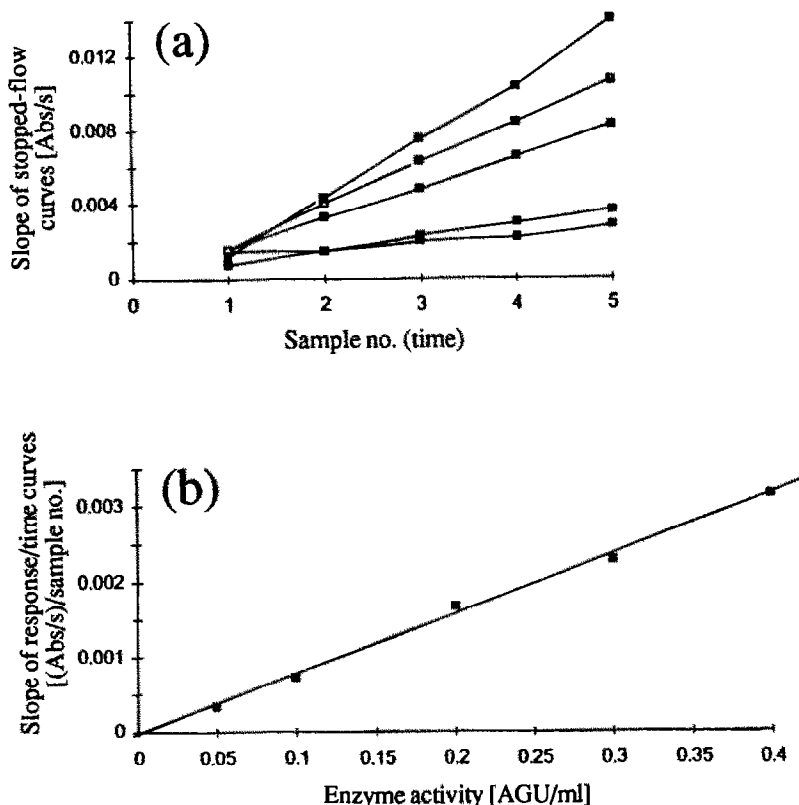 (a)
Slope of stopped-flow
curves [Abs/s]
0.012
0.008
0.004
0
0 1 2 3 4 5
Sample no. (time)
(b)
Slope of response/time curves
[(Abs/s)/sample no.]
0.003
0.002
0.001
0
0 0.05 0.1 0.15 0.2 0.25 0.3 0.35 0.4
Enzyme activity [AGU/ml]